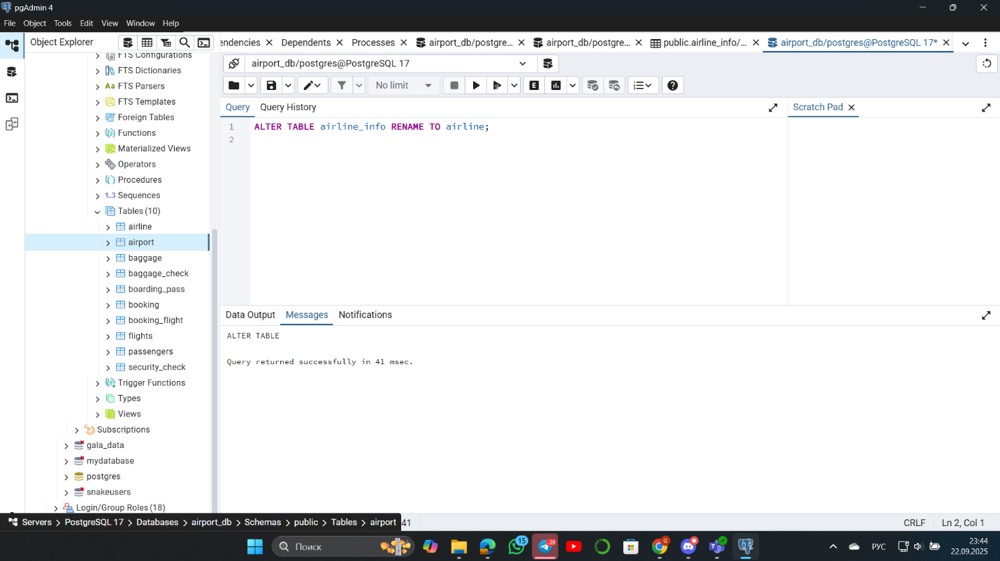 pgAdmin 4
File Object Tools Edit View Window Help
Object Explorer
endencies
Dependents
Processes
airport_db/postgre...
airport_db/postgre...
public.airline_info/...
airport_db/postgres@PostgreSQL 17*
airport_db/postgres@PostgreSQL 17
No limit
E
Query
Query History
Scratch Pad
1 ALTER TABLE airline_info RENAME TO airline;
2
FTS Configurations
FTS Dictionaries
Aa FTS Parsers
FTS Templates
Foreign Tables
Functions
Materialized Views
Operators
Procedures
1..3 Sequences
Tables (10)
airline
airport
baggage
baggage_check
boarding_pass
booking
booking_flight
flights
passengers
security_check
Trigger Functions
Types
Views
Subscriptions
gala_data
mydatabase
postgres
snakeusers
Login/Group Roles (18)
Data Output
Messages
Notifications
ALTER TABLE
Query returned successfully in 41 msec.
Servers > PostgreSQL 17 > Databases > airport_db > Schemas > public > Tables > airport
41
CRLF
Ln 2, Col 1
Поиск
15
28
G
РУС
23:44
22.09.2025